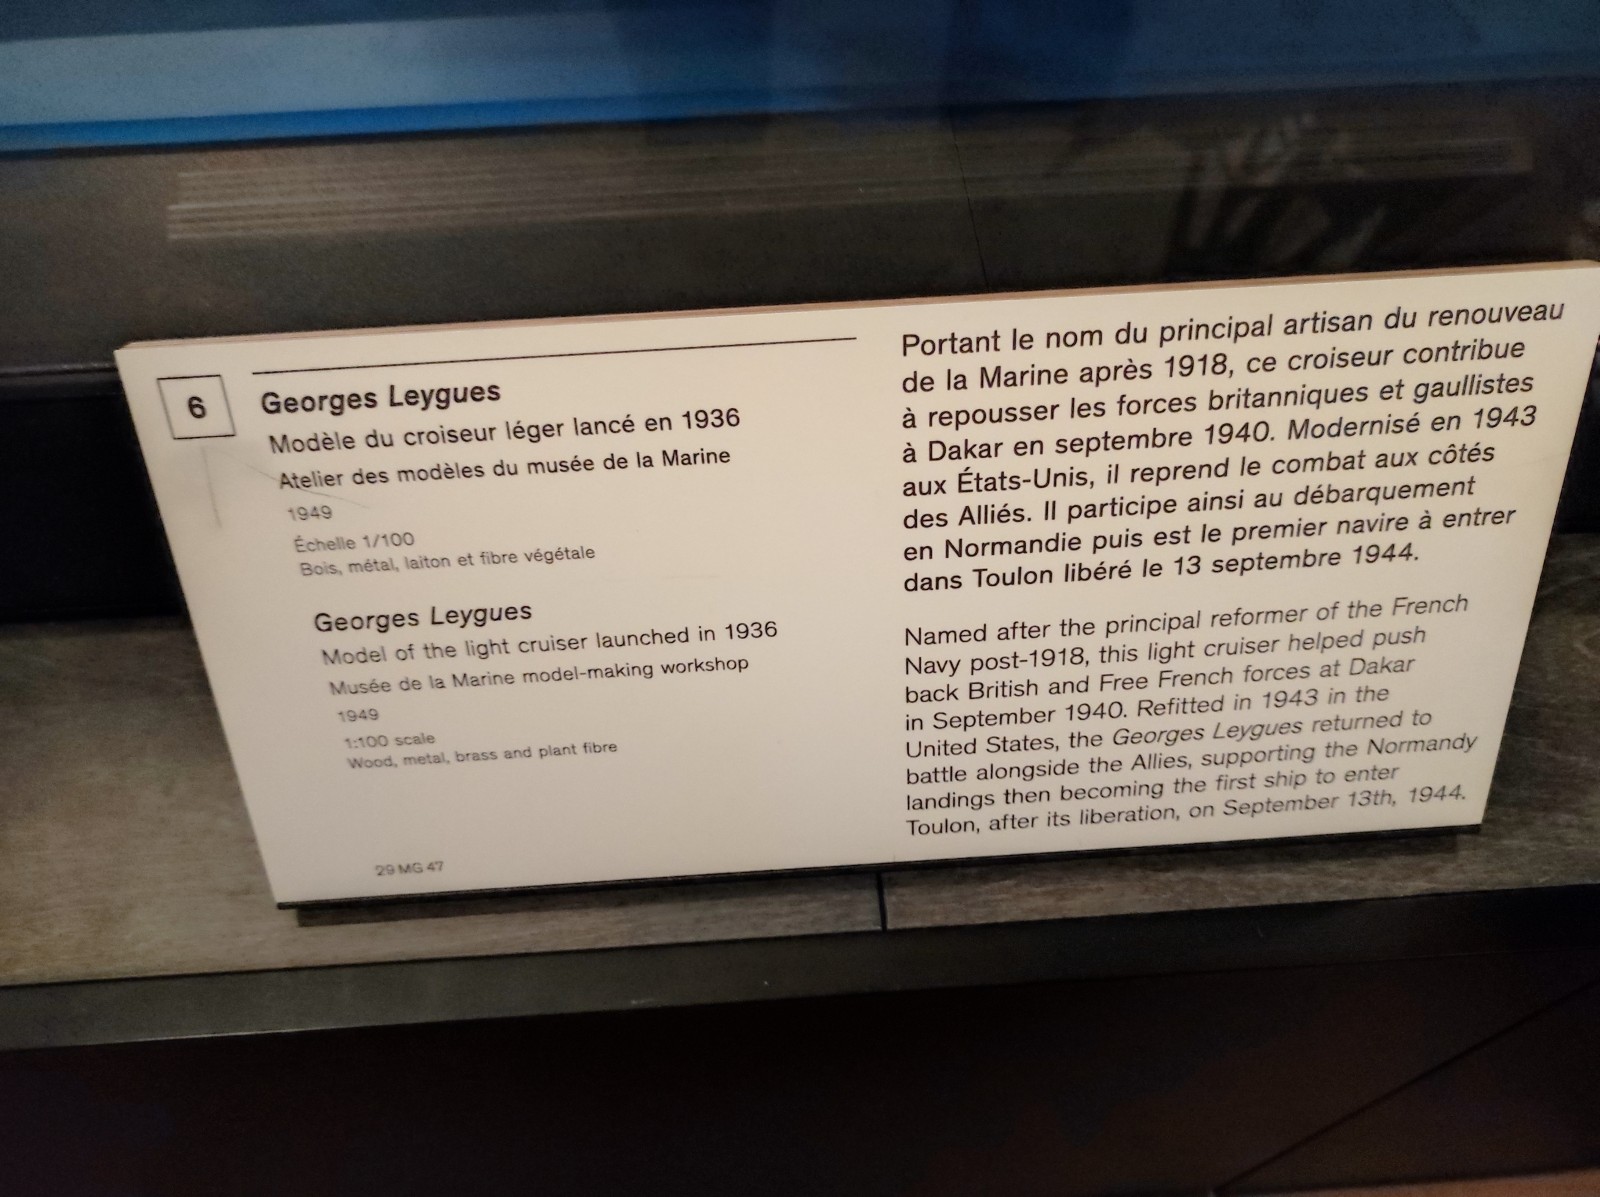 6
Georges Leygues
Modèle du croiseur léger lancé en 1936
Atelier des modèles du musée de la Marine
1949
Échelle 1/100
Bois, métal, laiton et fibre végétale
Georges Leygues
Model of the light cruiser launched in 1936
Musée de la Marine model-making workshop
1949
1:100 scale
Wood, metal, brass and plant fibre
29 MG 47
Portant le nom du principal artisan du renouveau
de la Marine après 1918, ce croiseur contribue
à repousser les forces britanniques et gaullistes
à Dakar en septembre 1940. Modernisé en 1943
aux États-Unis, il reprend le combat aux côtés
des Alliés. Il participe ainsi au débarquement
en Normandie puis est le premier navire à entrer
dans Toulon libéré le 13 septembre 1944.
Named after the principal reformer of the French
Navy post-1918, this light cruiser helped push
back British and Free French forces at Dakar
in September 1940. Refitted in 1943 in the
United States, the Georges Leygues returned to
battle alongside the Allies, supporting the Normandy
landings then becoming the first ship to enter
Toulon, after its liberation, on September 13th, 1944.